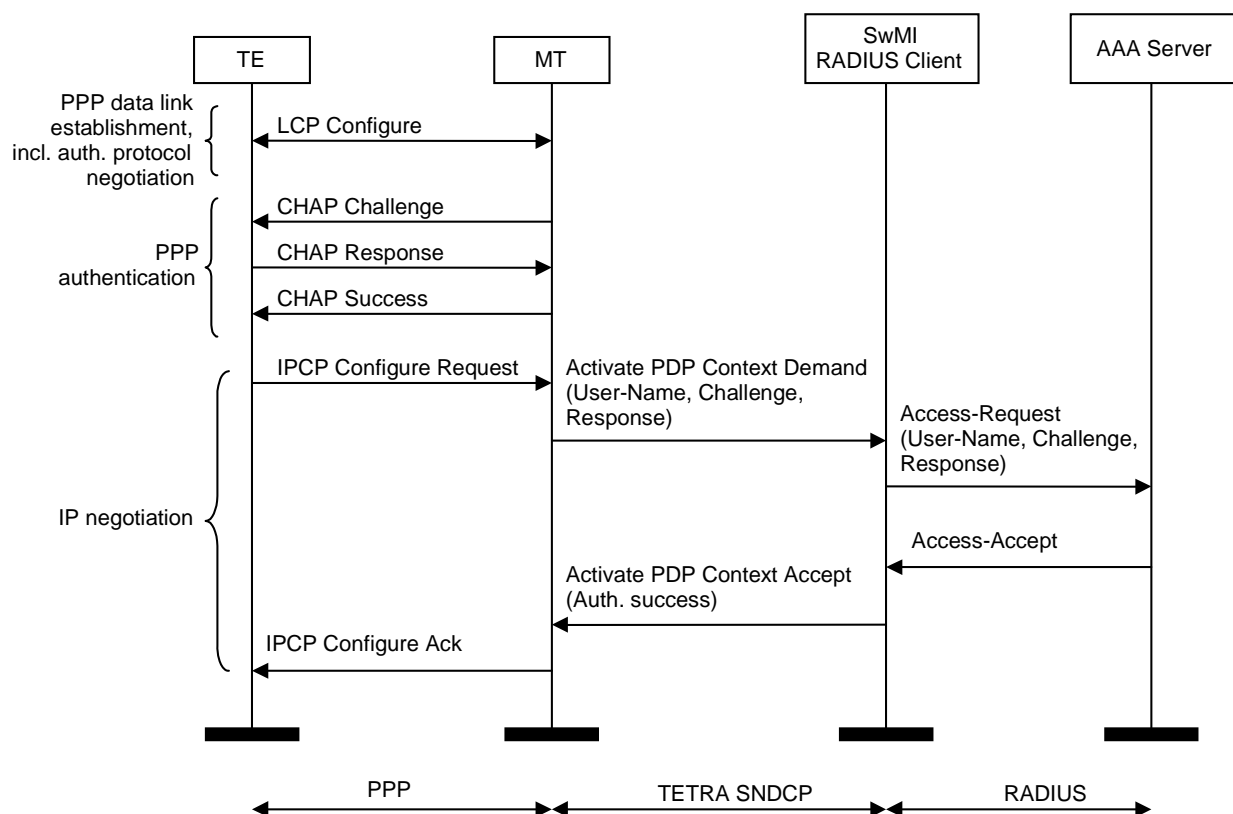 TE
MT
SwMI
RADIUS Client
AAA Server
PPP data link
establishment,
incl. auth. protocol
negotiation
LCP Configure
CHAP Challenge
PPP
authentication
CHAP Response
CHAP Success
IPCP Configure Request
Activate PDP Context Demand
(User-Name, Challenge,
Response)
Access-Request
(User-Name, Challenge,
Response)
IP negotiation
Access-Accept
Activate PDP Context Accept
(Auth. success)
IPCP Configure Ack
PPP
TETRA SNDCP
RADIUS